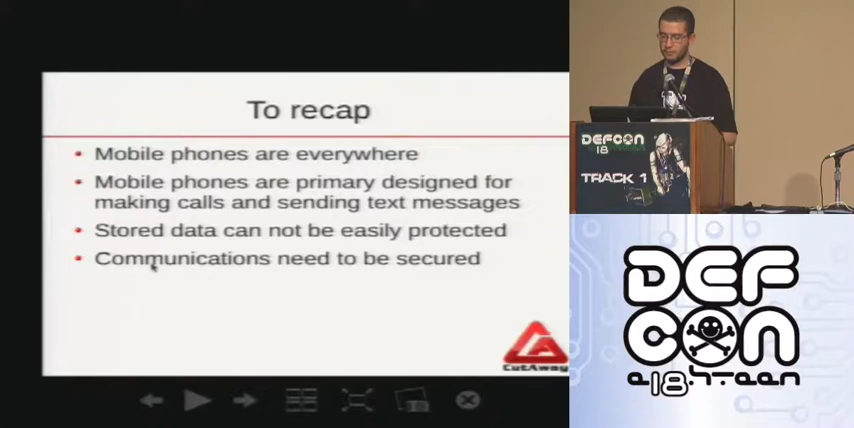 To recap
Mobile phones are everywhere
Mobile phones are primary designed for
making calls and sending text messages
Stored data can not be easily protected
Communications need to be secured
CutAway
DEFCON
18
TRACK 1
DEF
CON